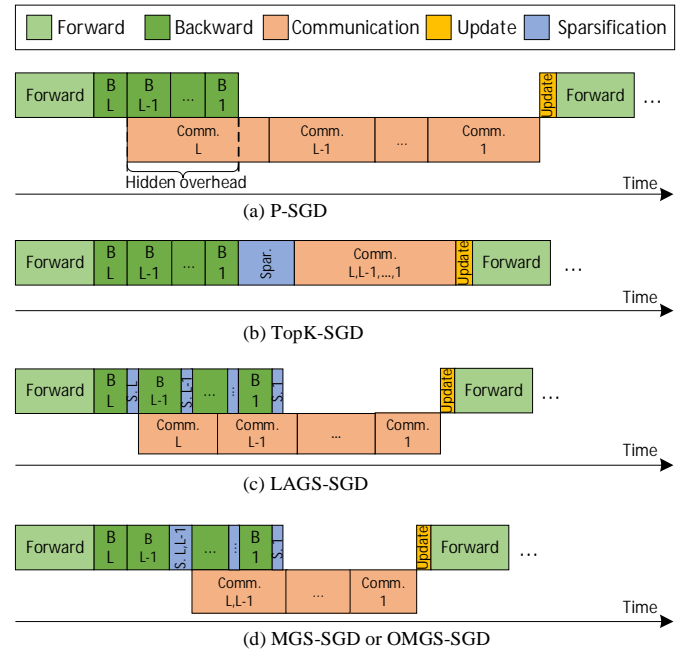 Forward Backward Communication Update Sparsification
Forward B L B L-1 ... B 1 Update Forward ...
Comm. L Comm. L-1 ... Comm. 1
Hidden overhead
Time
(a) P-SGD
Forward B L B L-1 ... B 1 Spar. Comm. L,L-1,...,1 Update Forward ...
Time
(b) TopK-SGD
Forward B L S. L B L-1 S. L-1 ... ... B 1 S. 1 Update Forward ...
Comm. L Comm. L-1 ... Comm. 1
Time
(c) LAGS-SGD
Forward B L B L-1 S. L,L-1 ... ... B 1 S. 1 Update Forward ...
Comm. L,L-1 ... Comm. 1
Time
(d) MGS-SGD or OMGS-SGD